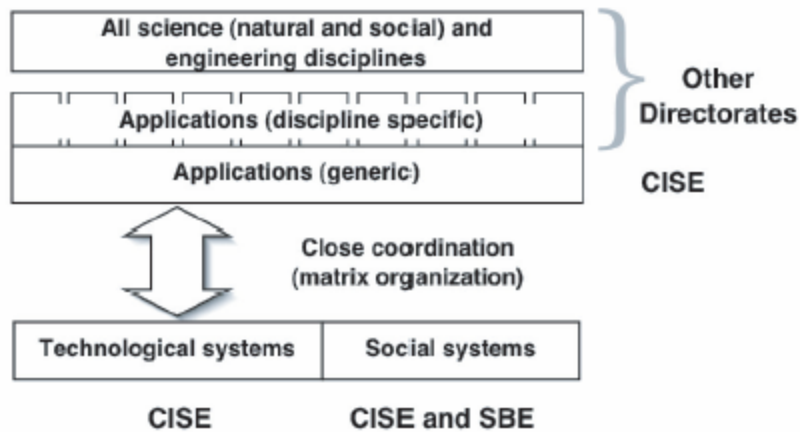 All science (natural and social) and
engineering disciplines
Other
Directorates
Applications (discipline specific)
Applications (generic)
CISE
Close coordination
(matrix organization)
Technological systems
Social systems
CISE
CISE and SBE